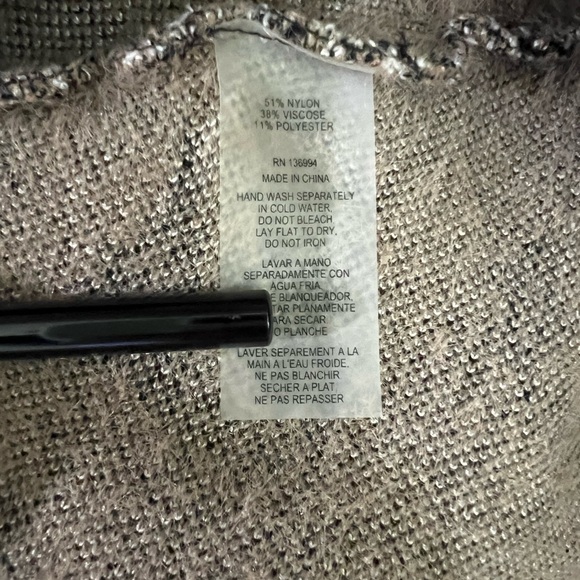 51% NYLON
38% VISCOSE
11% POLYESTER
RN 136994
MADE IN CHINA
HAND WASH SEPARATELY
IN COLD WATER,
DO NOT BLEACH
LAY FLAT TO DRY,
DO NOT IRON
LAVAR A MANO
SEPARADAMENTE CON
AGUA FRIA
BLANQUEADOR,
PLANAMENTE
SECAR
PLANCHE
LAVER SEPAREMENT A LA
MAIN A L'EAU FROIDE,
NE PAS BLANCHIR
SECHER A PLAT
NE PAS REPASSER